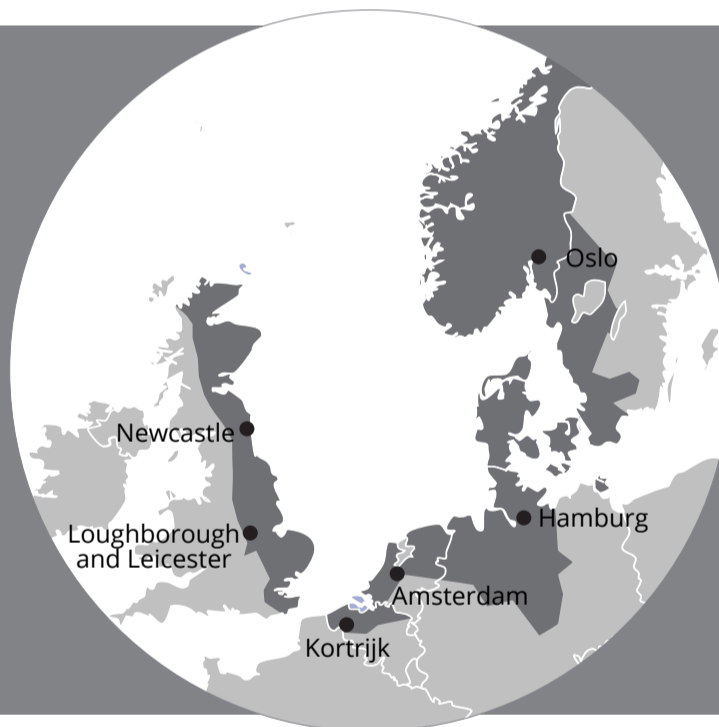 Oslo
Newcastle
Hamburg
Loughborough
and Leicester
Amsterdam
Kortrijk